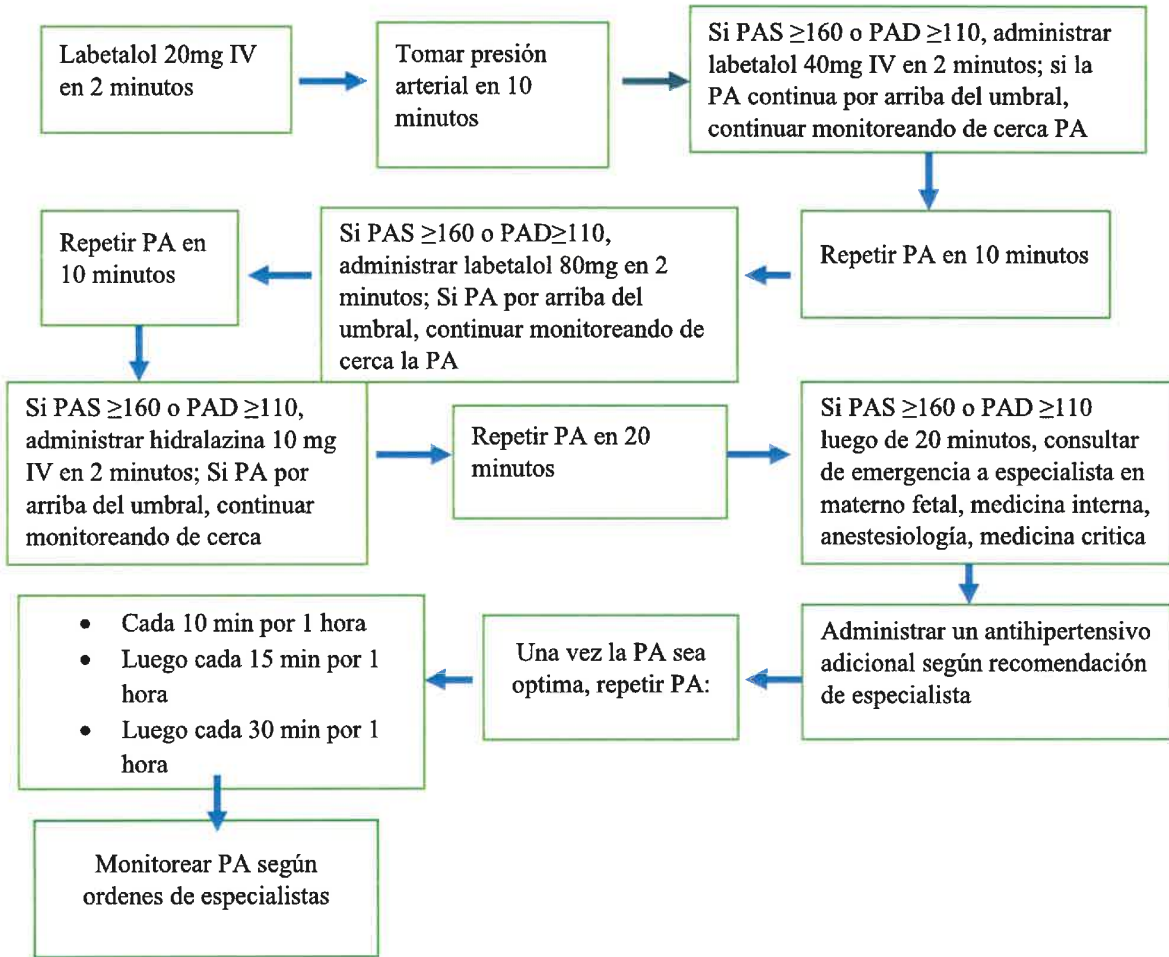 Labetalol 20mg IV
en 2 minutos
Tomar presión
arterial en 10
minutos
Si PAS ≥160 o PAD ≥110, administrar
labetalol 40mg IV en 2 minutos; si la
PA continua por arriba del umbral,
continuar monitoreando de cerca PA
Repetir PA en 10 minutos
Si PAS ≥160 o PAD≥110,
administrar labetalol 80mg en 2
minutos; Si PA por arriba del
umbral, continuar monitoreando de
cerca la PA
Repetir PA en
10 minutos
Si PAS ≥160 o PAD ≥110,
administrar hidralazina 10 mg
IV en 2 minutos; Si PA por
arriba del umbral, continuar
monitoreando de cerca
Repetir PA en 20
minutos
Si PAS ≥160 o PAD ≥110
luego de 20 minutos, consultar
de emergencia a especialista en
materno fetal, medicina interna,
anestesiología, medicina critica
Administrar un antihipertensivo
adicional según recomendación
de especialista
Una vez la PA sea
optima, repetir PA:
• Cada 10 min por 1 hora
• Luego cada 15 min por 1
hora
• Luego cada 30 min por 1
hora
Monitorear PA según
ordenes de especialistas